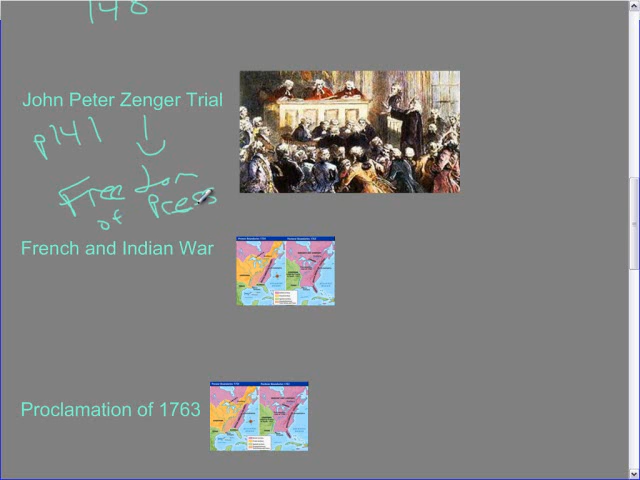 148
John Peter Zenger Trial
p141
Freedom
of Press
French and Indian War
Proclamation of 1763